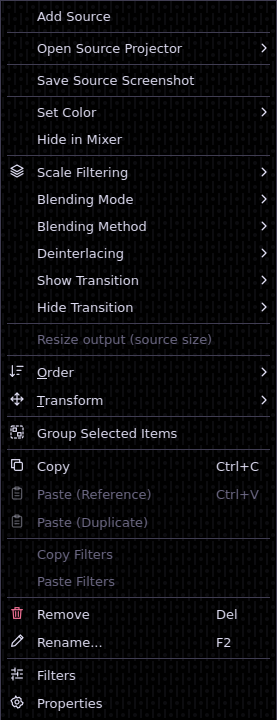 Add Source
Open Source Projector
Save Source Screenshot
Set Color
Hide in Mixer
Scale Filtering
Blending Mode
Blending Method
Deinterlacing
Show Transition
Hide Transition
Resize output (source size)
Order
Transform
Group Selected Items
Copy Ctrl+C
Paste (Reference) Ctrl+V
Paste (Duplicate)
Copy Filters
Paste Filters
Remove Del
Rename... F2
Filters
Properties